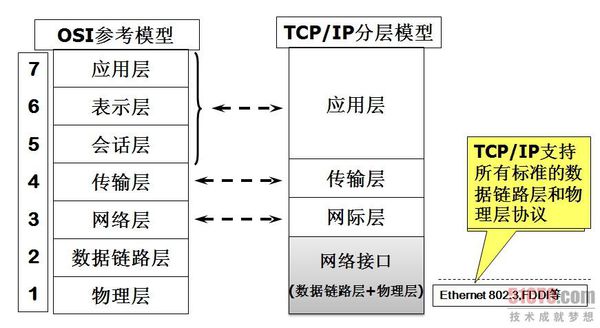 OSI参考模型
TCP/IP分层模型
7
应用层
6
表示层
5
会话层
4
传输层
3
网络层
2
数据链路层
1
物理层
应用层
传输层
网际层
网络接口
(数据链路层+物理层)
TCP/IP支持
所有标准的数
据链路层和物
理层协议
Ethernet 802.3,FDDI等
51CTO.com
技术成就梦想